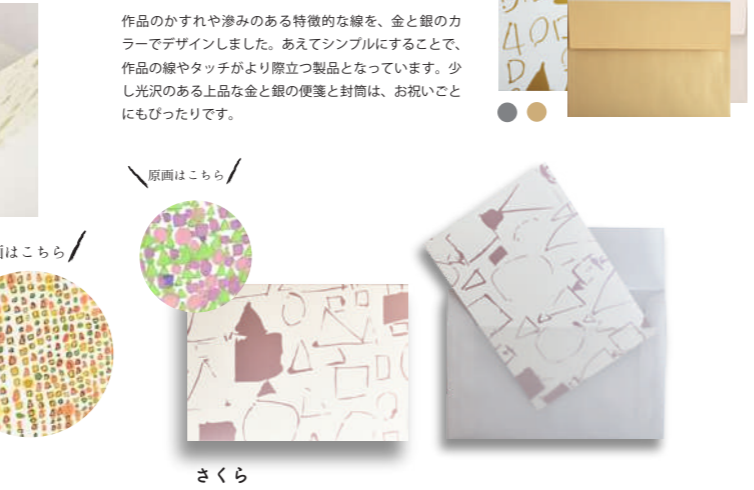 作品のかすれや滲みのある特徴的な線を、金と銀のカ
ラーでデザインしました。あえてシンプルにすることで、
作品の線やタッチがより際立つ製品となっています。少
し光沢のある上品な金と銀の便箋と封筒は、お祝いごと
にもぴったりです。
原画はこちら
画はこちら
さくら